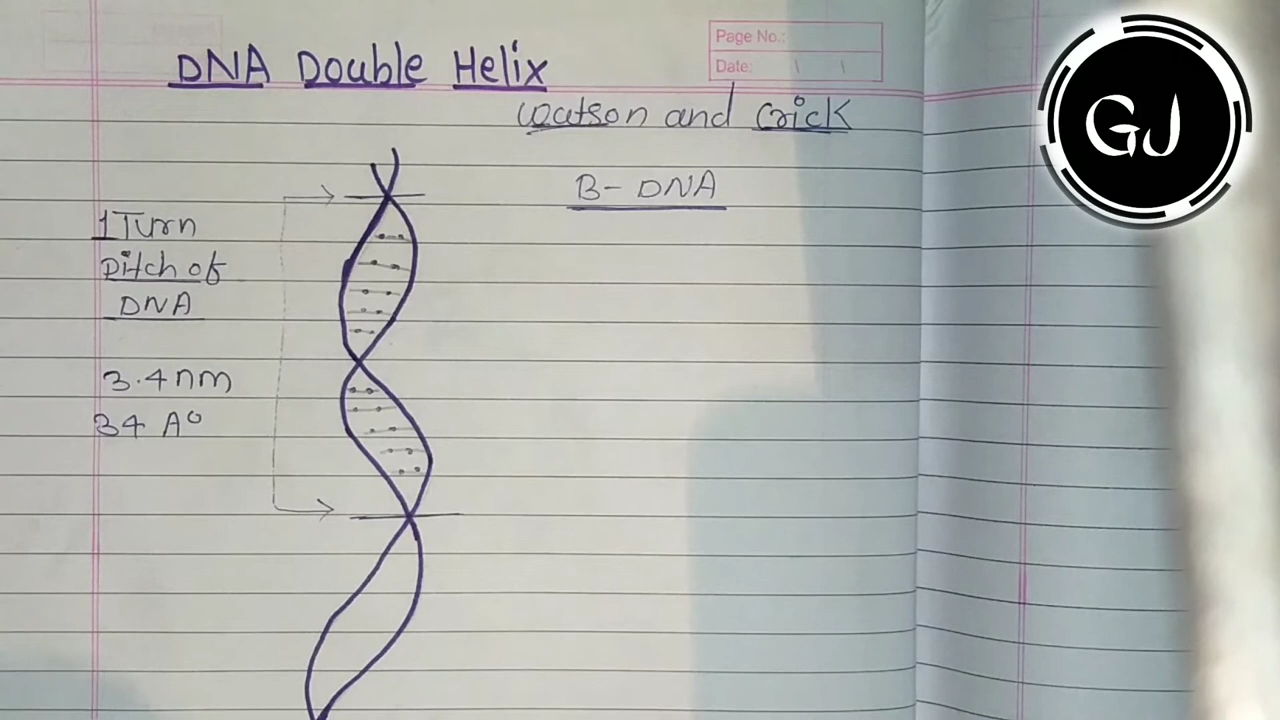 DNA Double Helix
Page No.:
Date:
Watson and Crick
B- DNA
1 Turn
Pitch of
DNA
3.4 nm
34 A°
GJ